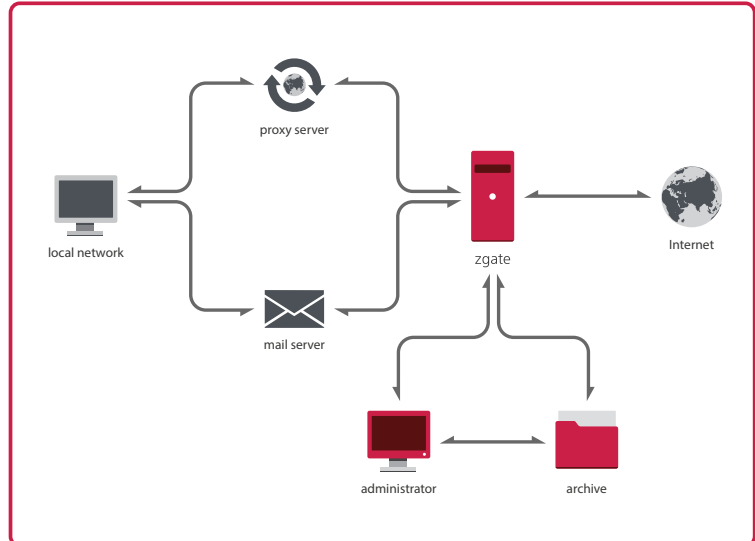 proxy server
local network
zgate
Internet
mail server
administrator
archive